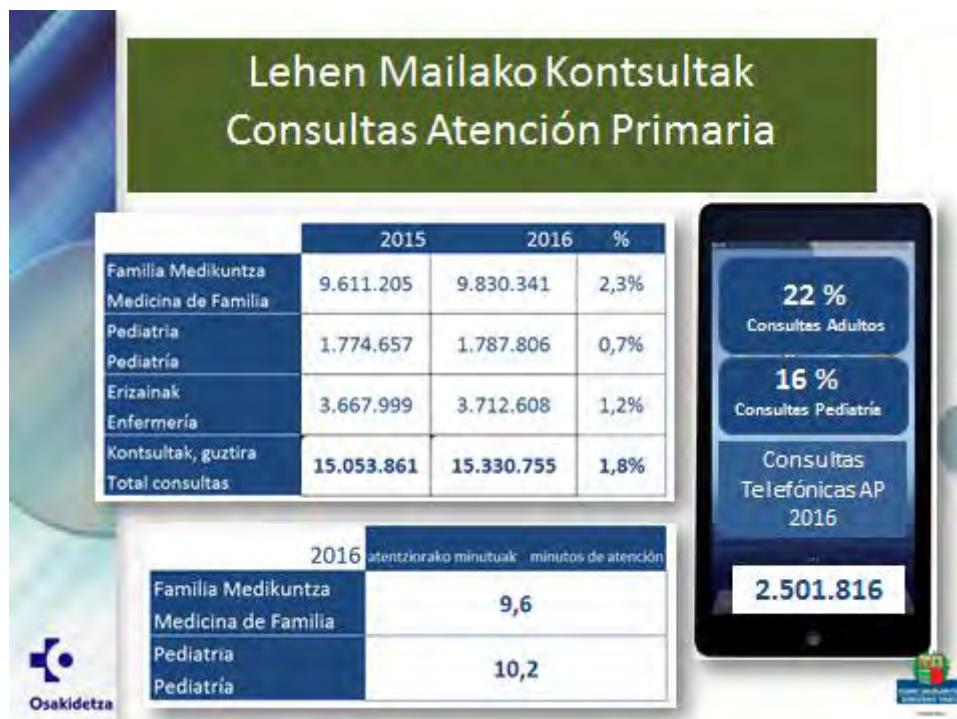 Lehen Mailako Kontsultak
Consultas Atención Primaria
2015 2016 %
Familia Medikuntza
Medicina de Familia
9.611.205 9.830.341 2,3%
Pediatria
Pediatría
1.774.657 1.787.806 0,7%
Erizainak
Enfermería
3.667.999 3.712.608 1,2%
Kontsultak, guztira
Total consultas
15.053.861 15.330.755 1,8%
22 %
Consultes Adultos
16 %
Consultes Pediatría
Consultas
Telefónicas AP
2016
2.501.816
2016 atentziorako minutuak minutos de atención
Familia Medikuntza
Medicina de Familia
9,6
Pediatria
Pediatría
10,2
Osakidetza